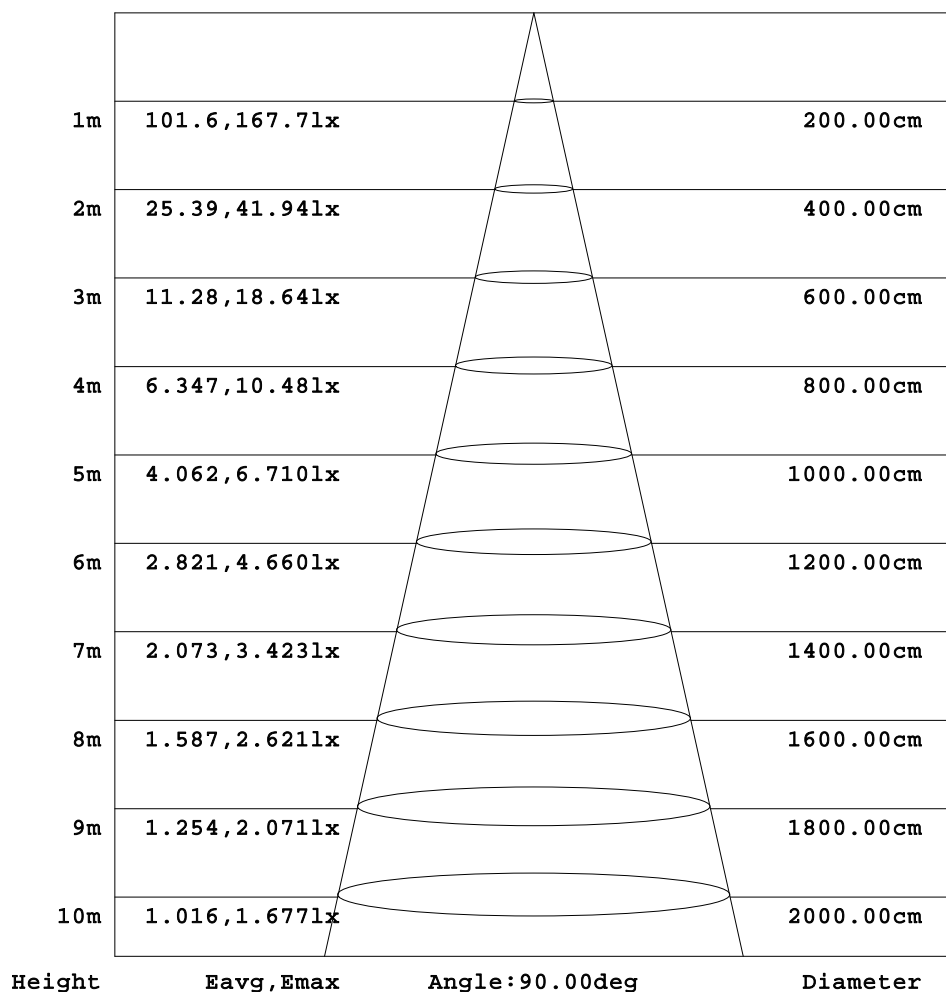 1m 101.6,167.7lx 200.00cm
2m 25.39,41.94lx 400.00cm
3m 11.28,18.64lx 600.00cm
4m 6.347,10.48lx 800.00cm
5m 4.062,6.710lx 1000.00cm
6m 2.821,4.660lx 1200.00cm
7m 2.073,3.423lx 1400.00cm
8m 1.587,2.621lx 1600.00cm
9m 1.254,2.071lx 1800.00cm
10m 1.016,1.677lx 2000.00cm
Height Eavg,Emax Angle:90.00deg Diameter